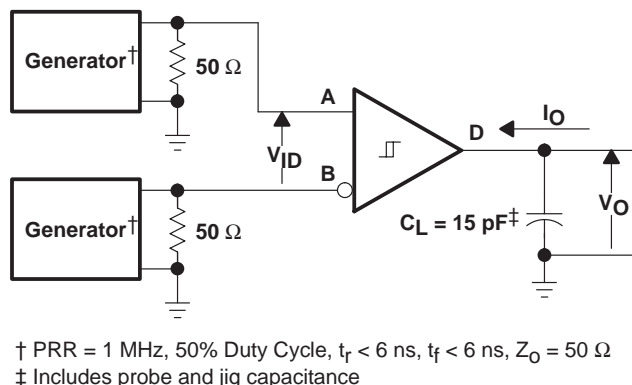 Generator†
50 Ω
A
VID
B
D
IO
VO
CL = 15 pF‡
Generator†
50 Ω
† PRR = 1 MHz, 50% Duty Cycle, tr < 6 ns, tf < 6 ns, Zo = 50 Ω
‡ Includes probe and jig capacitance